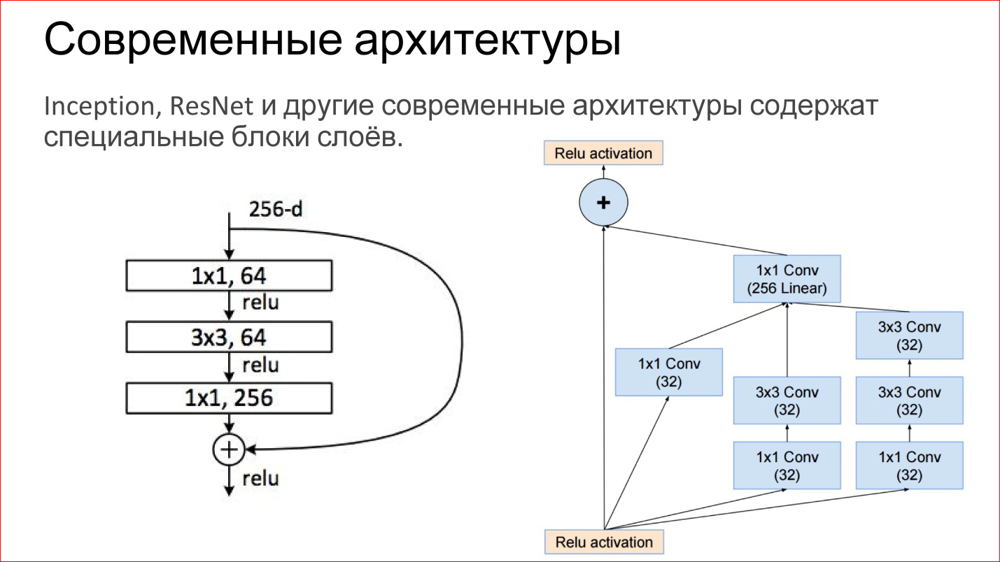 Современные архитектуры
Inception, ResNet и другие современные архитектуры содержат
специальные блоки слоёв.
256-d
1x1, 64
relu
3x3, 64
relu
1x1, 256
+
relu
Relu activation
+
1x1 Conv
(256 Linear)
1x1 Conv
(32)
3x3 Conv
(32)
3x3 Conv
(32)
3x3 Conv
(32)
1x1 Conv
(32)
1x1 Conv
(32)
Relu activation